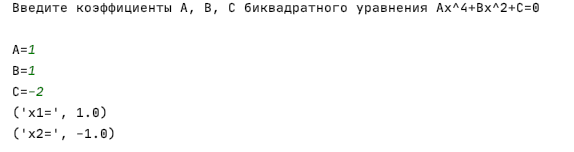 Введите коэффициенты A, B, C биквадратного уравнения Ax^4+Bx^2+C=0
A=1
B=1
C=-2
('x1=', 1.0)
('x2=', -1.0)